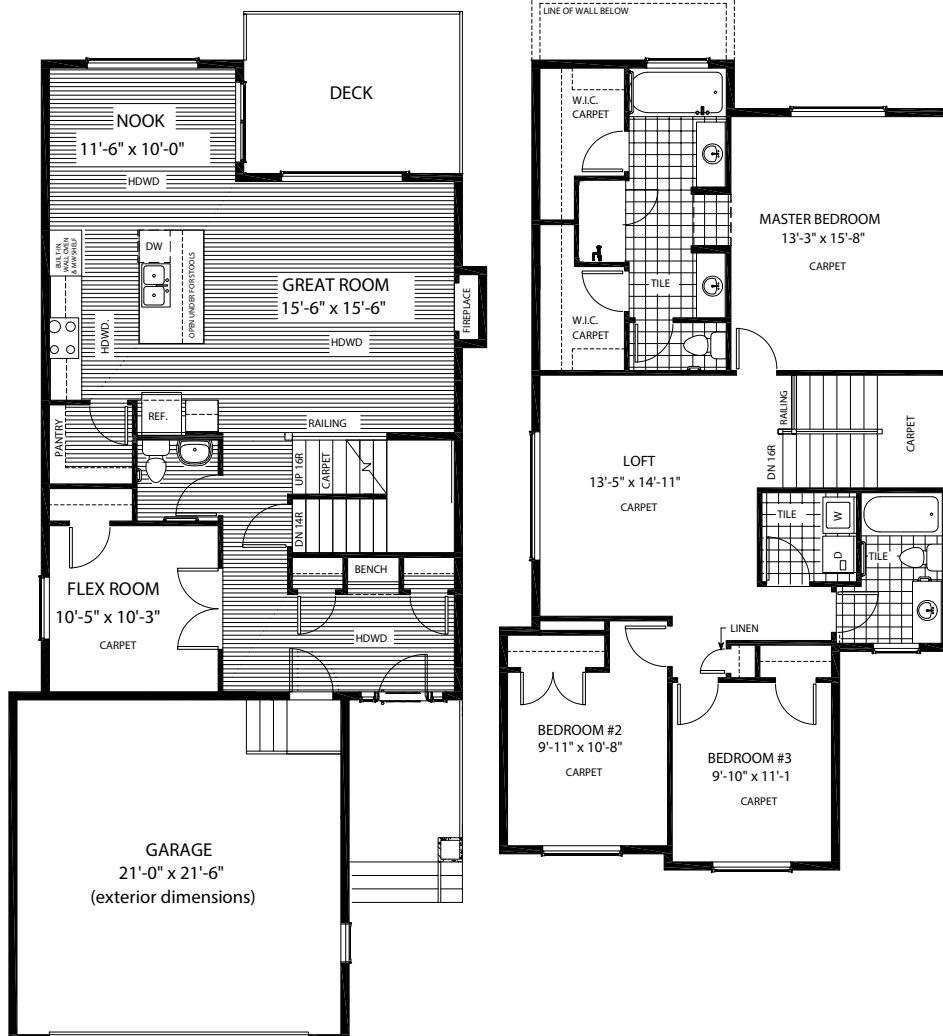 DECK
NOOK
11'-6" x 10'-0"
HDWD
BUILT-IN
WALL OVEN
& MW SHELF
DW
OPEN UNDER FOR STOOLS
GREAT ROOM
15'-6" x 15'-6"
HDWD
FIREPLACE
HDWD.
REF.
PANTRY
RAILING
UP 16R
CARPET
DN 14R
BENCH
FLEX ROOM
10'-5" x 10'-3"
CARPET
HDWD
GARAGE
21'-0" x 21'-6"
(exterior dimensions)
LINE OF WALL BELOW
W.I.C.
CARPET
MASTER BEDROOM
13'-3" x 15'-8"
CARPET
TILE
W.I.C.
CARPET
RAILING
CARPET
DN 16R
LOFT
13'-5" x 14'-11"
CARPET
TILE
W
D
TILE
LINEN
BEDROOM #2
9'-11" x 10'-8"
CARPET
BEDROOM #3
9'-10" x 11'-1
CARPET